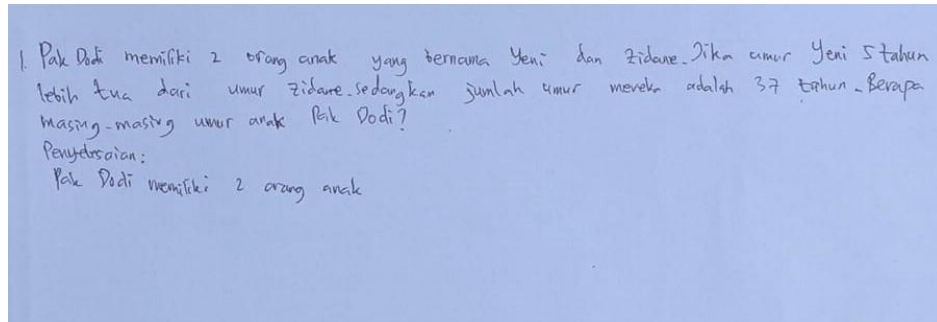 1. Pak Dodi memiliki 2 orang anak yang bernama Yeni dan Zidane. Jika umur Yeni 5 tahun
lebih tua dari umur Zidane. sedangkan jumlah umur mereka adalah 37 tahun. Berapa
masing-masing umur anak Pak Dodi?
Penyelesaian:
Pak Dodi memiliki 2 orang anak